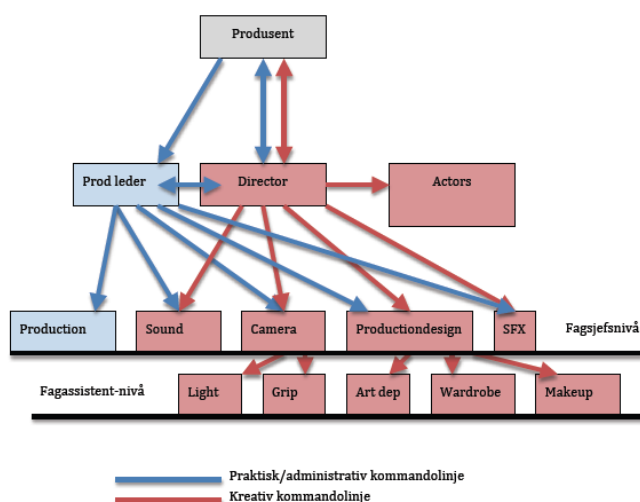 Produsent
Prod leder
Director
Actors
Production
Sound
Camera
Productiondesign
SFX
Fagsjefsnivå
Fagassistent-nivå
Light
Grip
Art dep
Wardrobe
Makeup
Praktisk/administrativ kommandolinje
Kreativ kommandolinje